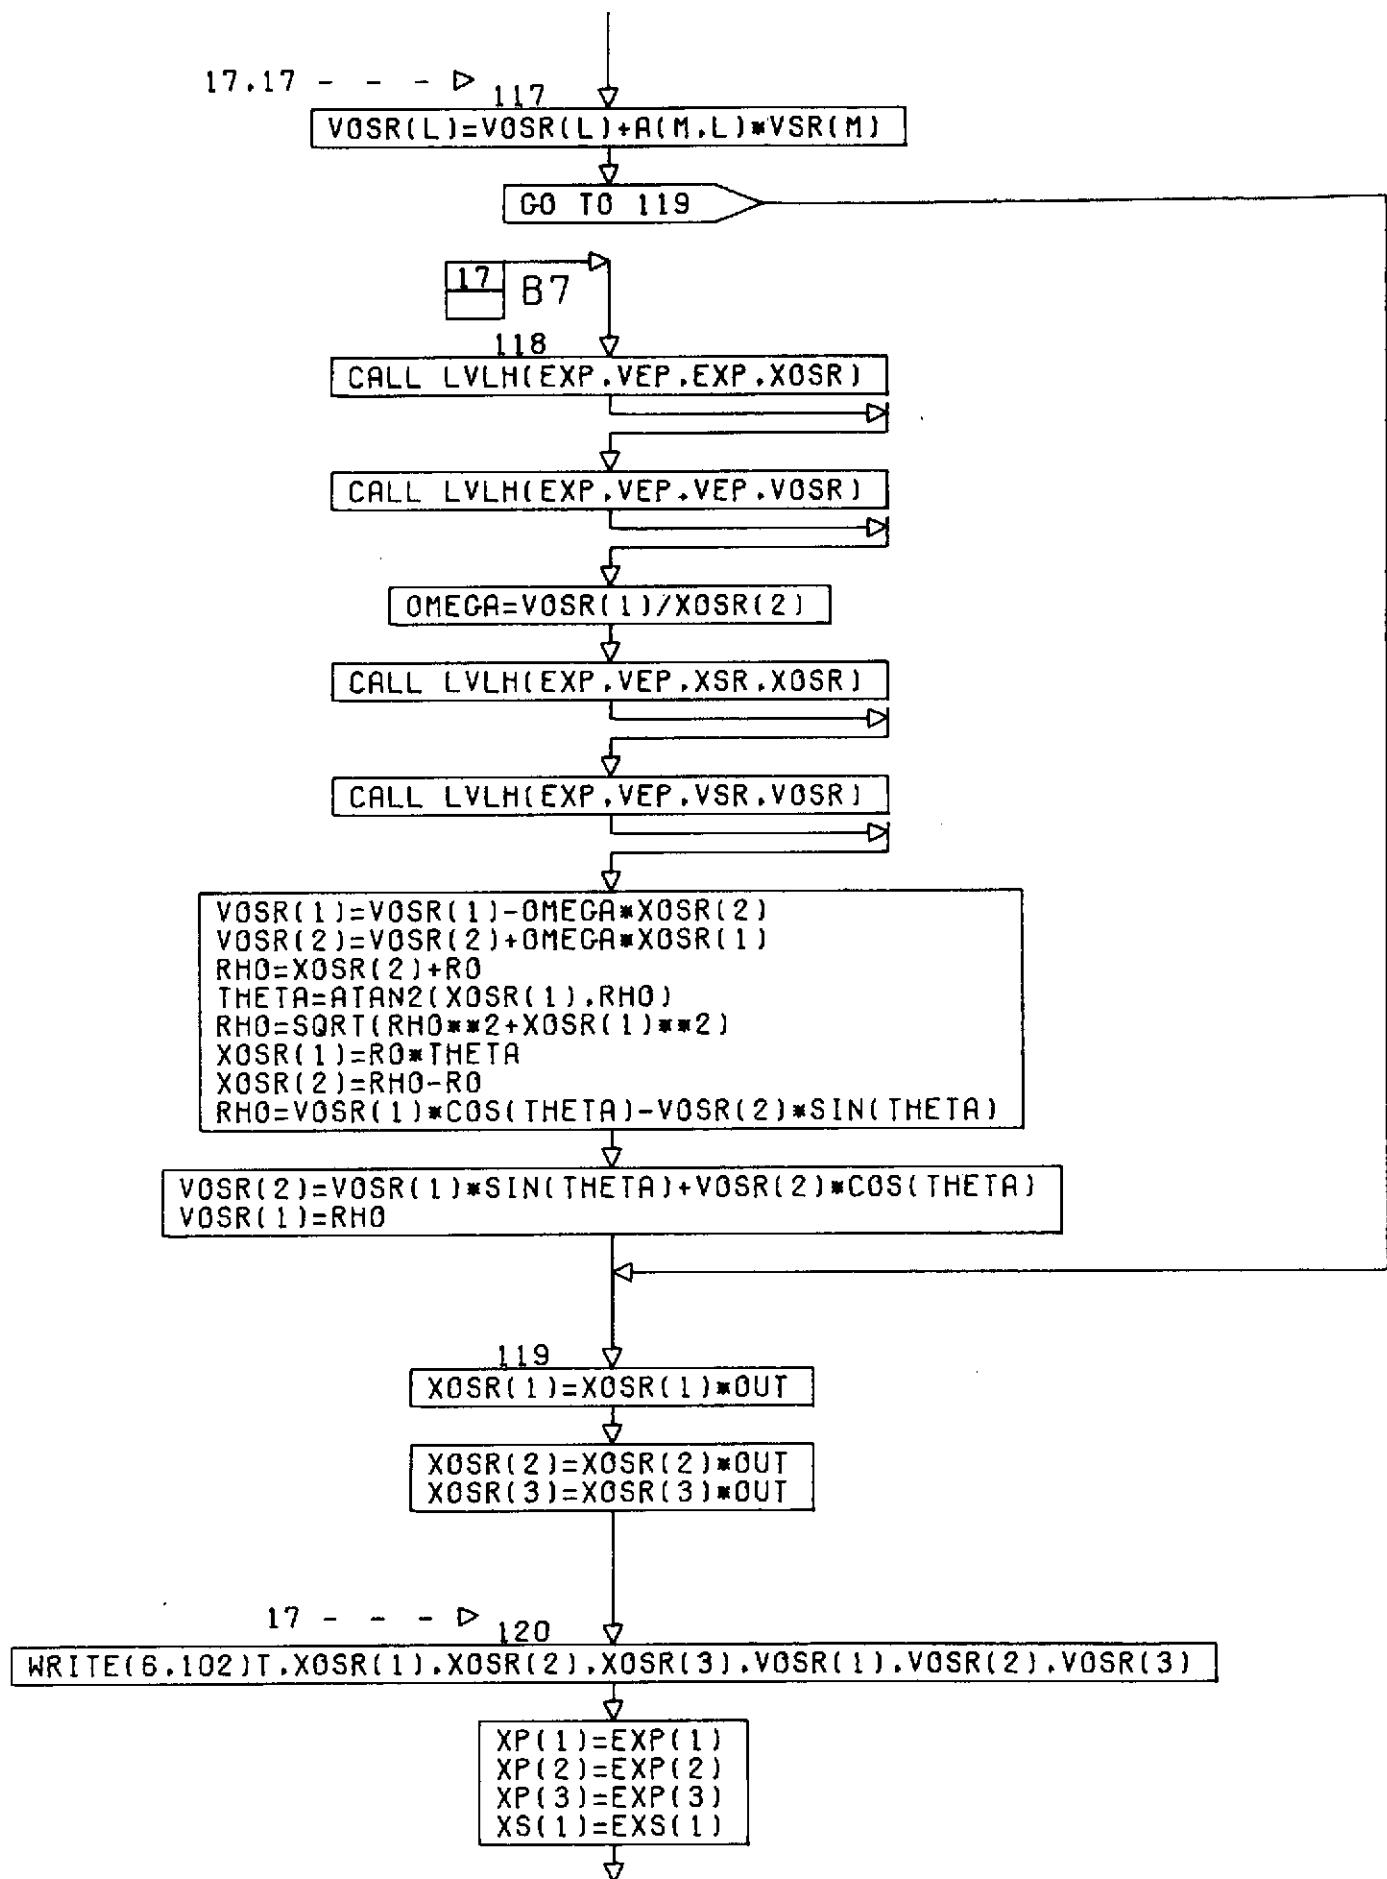 17,17 - - -
117
VOSR(L)=VOSR(L)+A(M,L)*VSR(M)
GO TO 119
17
B7
118
CALL LVLH(EXP,VEP,EXP,XOSR)
CALL LVLH(EXP,VEP,VEP,VOSR)
OMEGA=VOSR(1)/XOSR(2)
CALL LVLH(EXP,VEP,XSR,XOSR)
CALL LVLH(EXP,VEP,VSR,VOSR)
VOSR(1)=VOSR(1)-OMEGA*XOSR(2)
VOSR(2)=VOSR(2)+OMEGA*XOSR(1)
RHO=XOSR(2)+RO
THETA=ATAN2(XOSR(1),RHO)
RHO=SQRT(RHO**2+XOSR(1)**2)
XOSR(1)=RO*THETA
XOSR(2)=RHO-RO
RHO=VOSR(1)*COS(THETA)-VOSR(2)*SIN(THETA)
VOSR(2)=VOSR(1)*SIN(THETA)+VOSR(2)*COS(THETA)
VOSR(1)=RHO
119
XOSR(1)=XOSR(1)*OUT
XOSR(2)=XOSR(2)*OUT
XOSR(3)=XOSR(3)*OUT
17 - - -
120
WRITE(6,102)T,XOSR(1),XOSR(2),XOSR(3),VOSR(1),VOSR(2),VOSR(3)
XP(1)=EXP(1)
XP(2)=EXP(2)
XP(3)=EXP(3)
XS(1)=EXS(1)